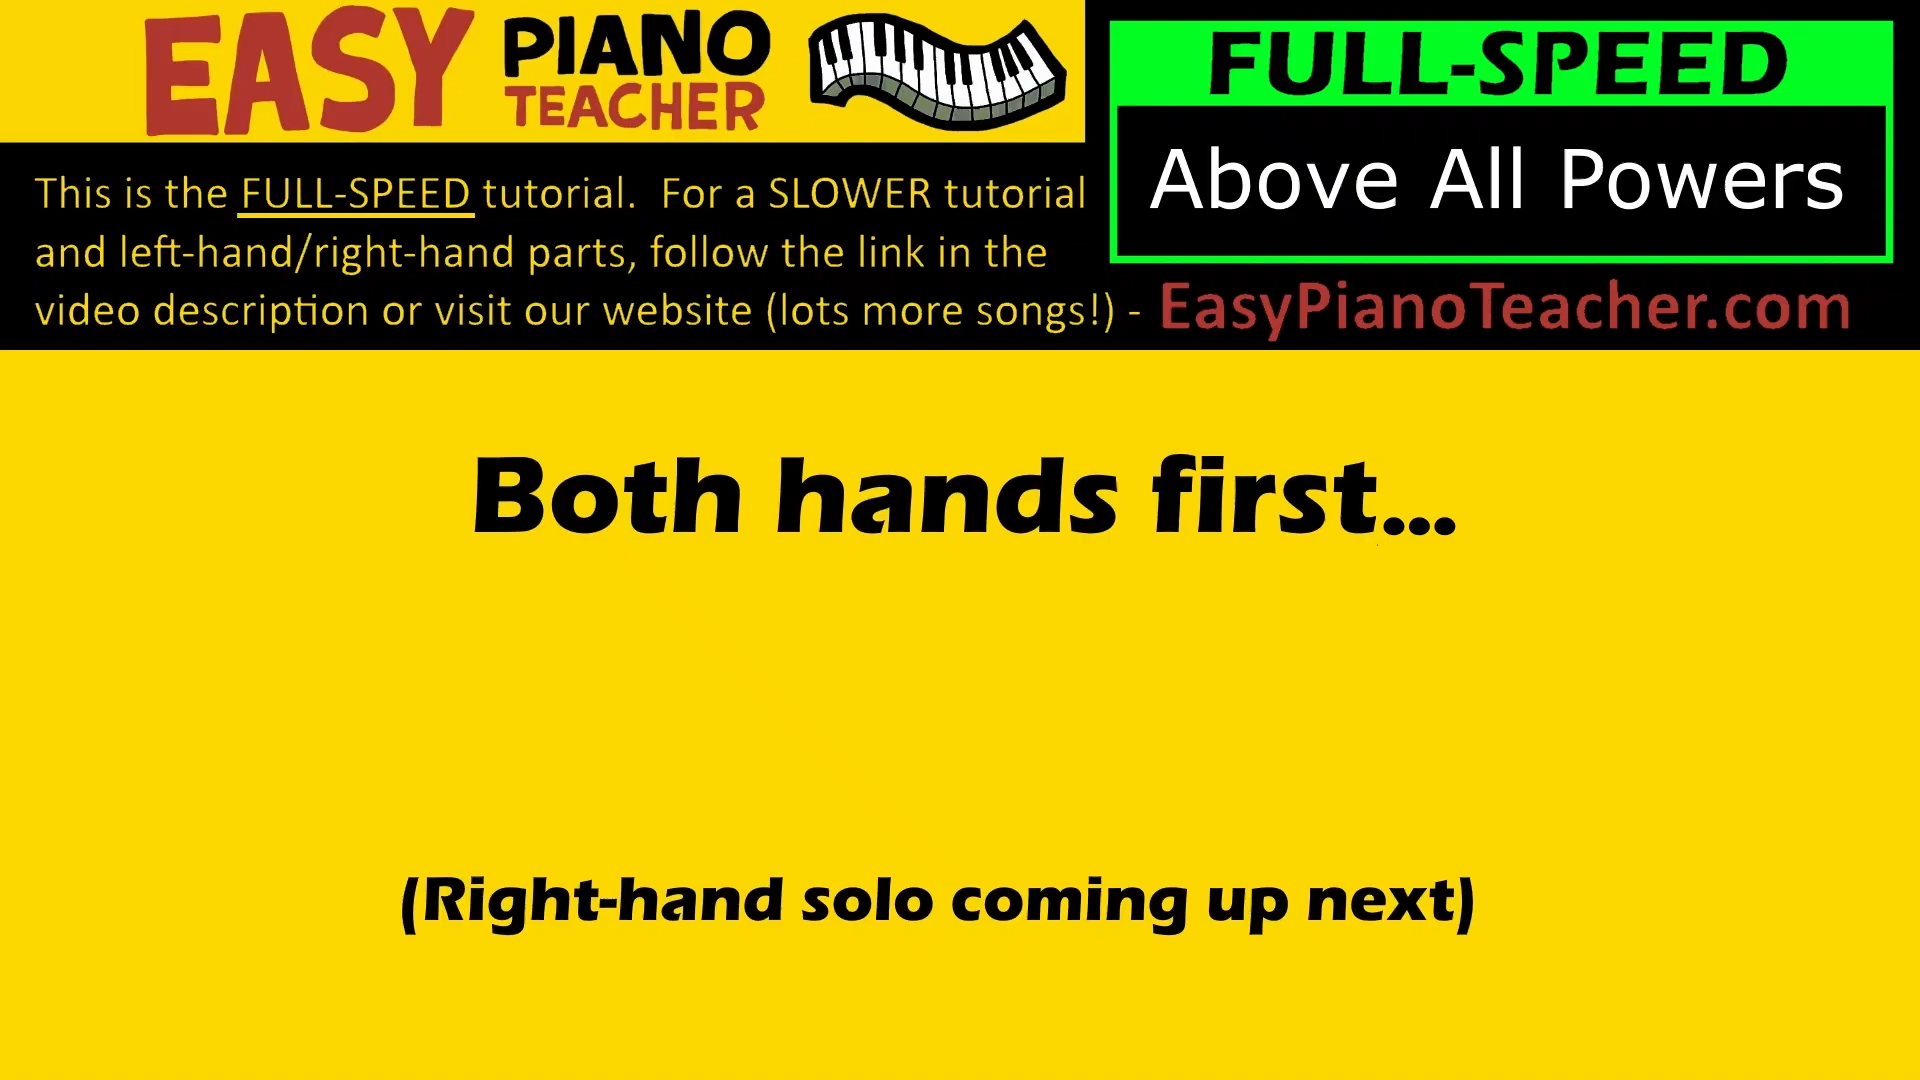 EASY PIANO TEACHER
FULL-SPEED
Above All Powers
This is the FULL-SPEED tutorial. For a SLOWER tutorial
and left-hand/right-hand parts, follow the link in the
video description or visit our website (lots more songs!) - EasyPianoTeacher.com
Both hands first...
(Right-hand solo coming up next)